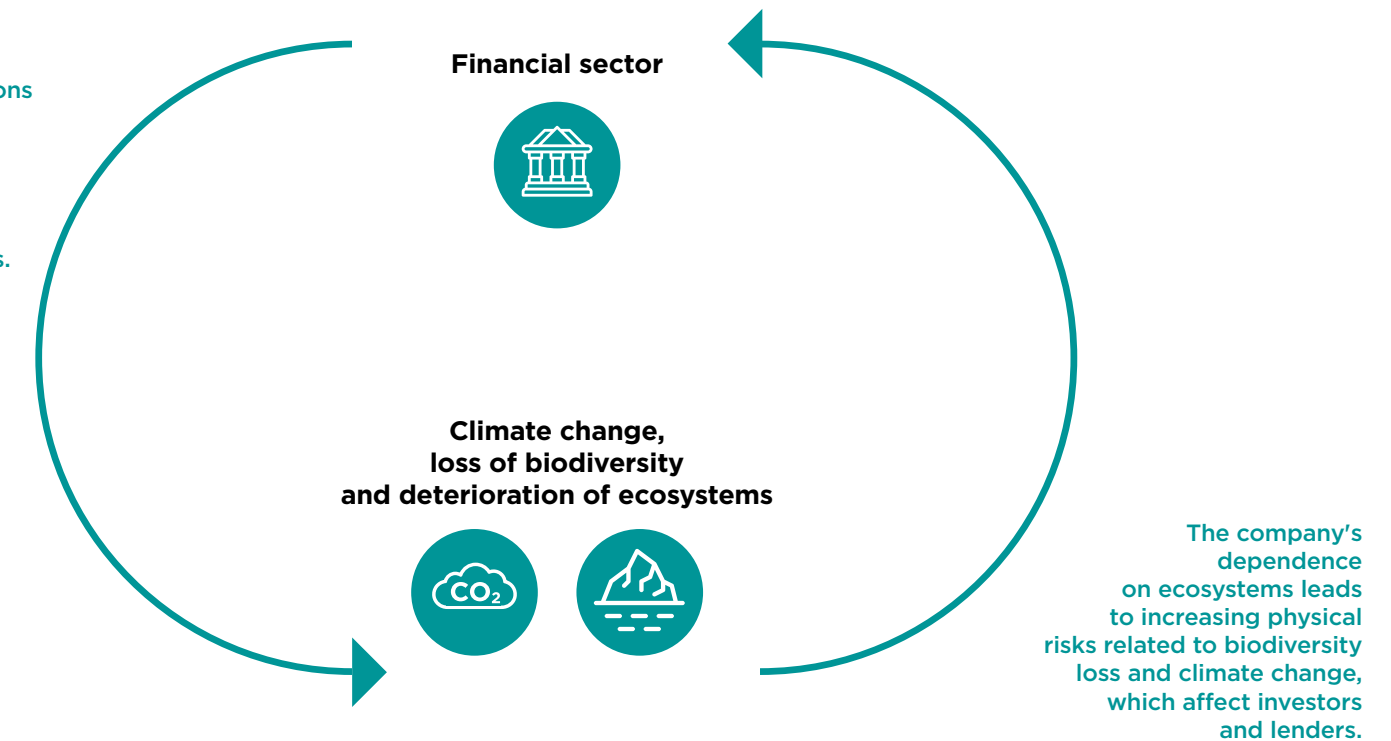 Financial sector
Climate change,
loss of biodiversity
and deterioration of ecosystems
CO₂
The company's
dependence
on ecosystems leads
to increasing physical
risks related to biodiversity
loss and climate change,
which affect investors
and lenders.